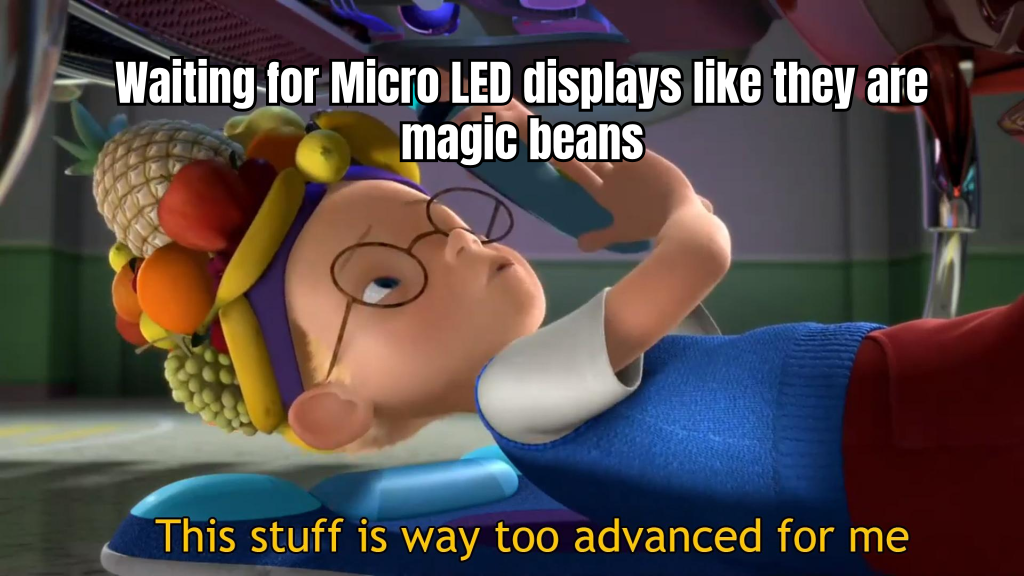 Waiting for Micro LED displays like they are
magic beans
This stuff is way too advanced for me